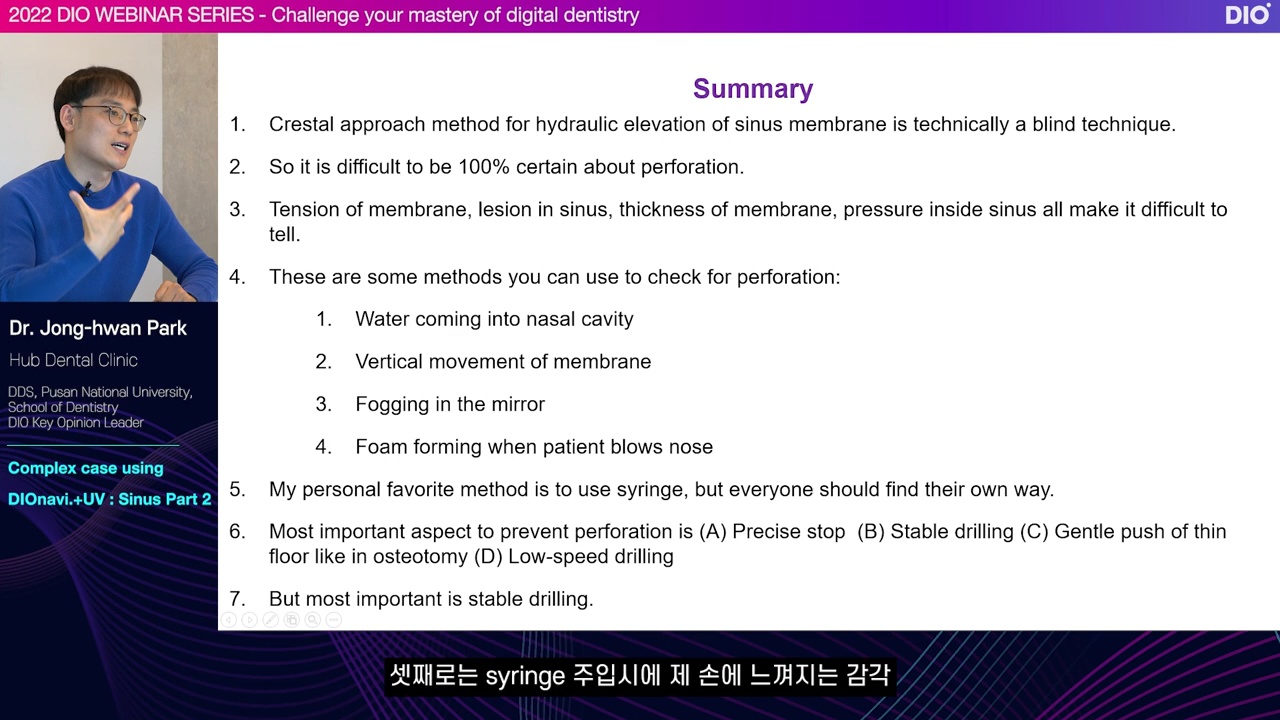 2022 DIO WEBINAR SERIES - Challenge your mastery of digital dentistry
DIO
Summary
1. Crestal approach method for hydraulic elevation of sinus membrane is technically a blind technique.
2. So it is difficult to be 100% certain about perforation.
3. Tension of membrane, lesion in sinus, thickness of membrane, pressure inside sinus all make it difficult to
tell.
4. These are some methods you can use to check for perforation:
1. Water coming into nasal cavity
2. Vertical movement of membrane
3. Fogging in the mirror
4. Foam forming when patient blows nose
5. My personal favorite method is to use syringe, but everyone should find their own way.
6. Most important aspect to prevent perforation is (A) Precise stop (B) Stable drilling (C) Gentle push of thin
floor like in osteotomy (D) Low-speed drilling
7. But most important is stable drilling.
Dr. Jong-hwan Park
Hub Dental Clinic
DDS, Pusan National University,
School of Dentistry
DIO Key Opinion Leader
Complex case using
DIOnavi.+UV : Sinus Part 2
셋째로는 syringe 주입시에 제 손에 느껴지는 감각